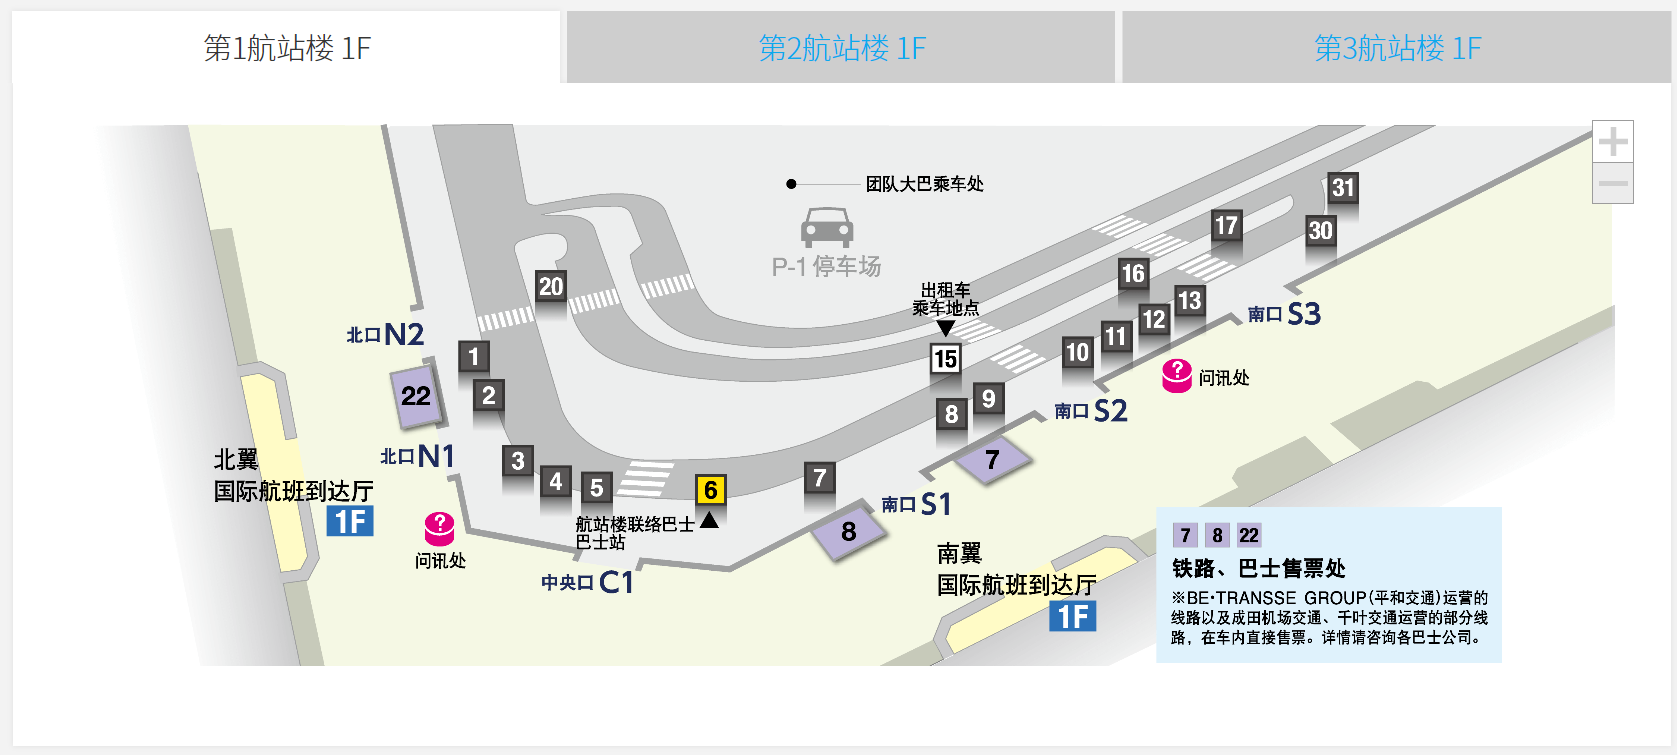 第1航站楼 1F
第2航站楼 1F
第3航站楼 1F
团队大巴乘车处
P-1 停车场
出租车
乘车地点
31
17
30
20
16
13
12
11
10
15
9
8
1
2
3
4
5
6
7
北口N2
22
北口N1
北翼
国际航班到达厅
1F
?
问讯处
航站楼联络巴士
巴士站
中央口 C1
8
南口 S1
7
南口 S2
南口 S3
?
问讯处
南翼
国际航班到达厅
1F
7 8 22
铁路、巴士售票处
※BE･TRANSSE GROUP(平和交通)运营的
线路以及成田机场交通、千叶交通运营的部分线
路，在车内直接售票。详情请咨询各巴士公司。